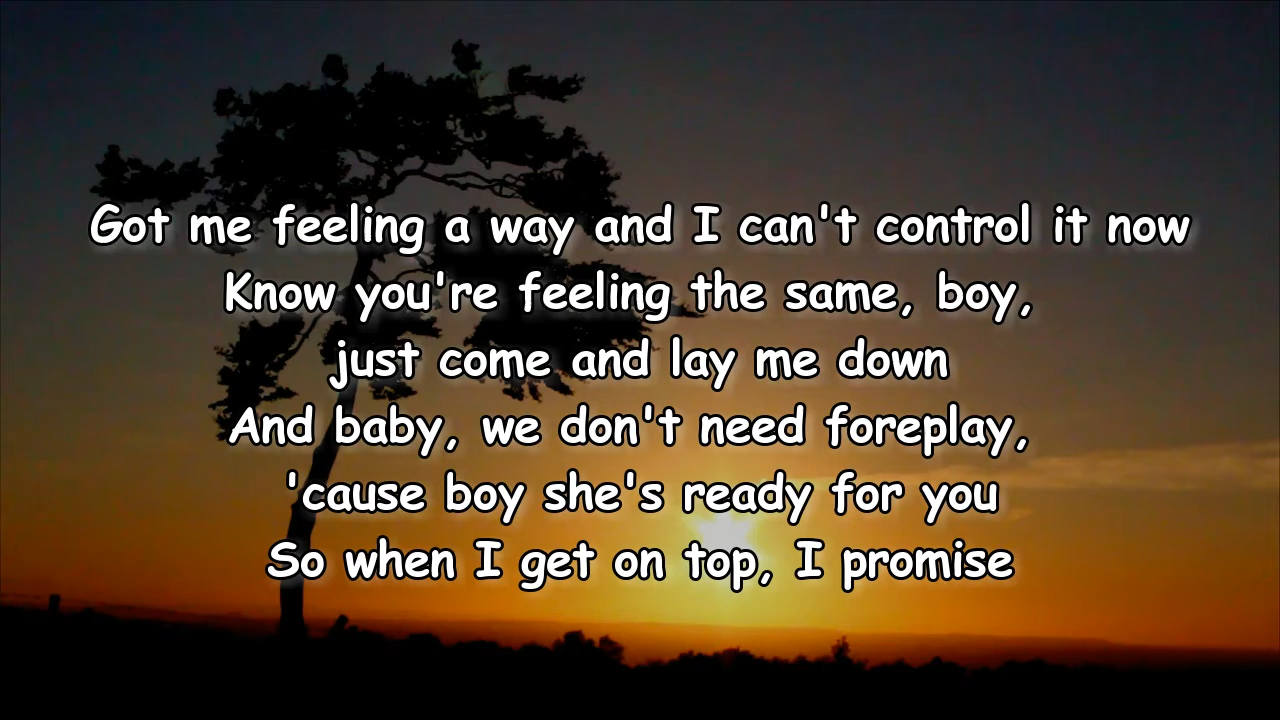 Got me feeling a way and I can't control it now
Know you're feeling the same, boy,
just come and lay me down
And baby, we don't need foreplay,
'cause boy she's ready for you
So when I get on top, I promise